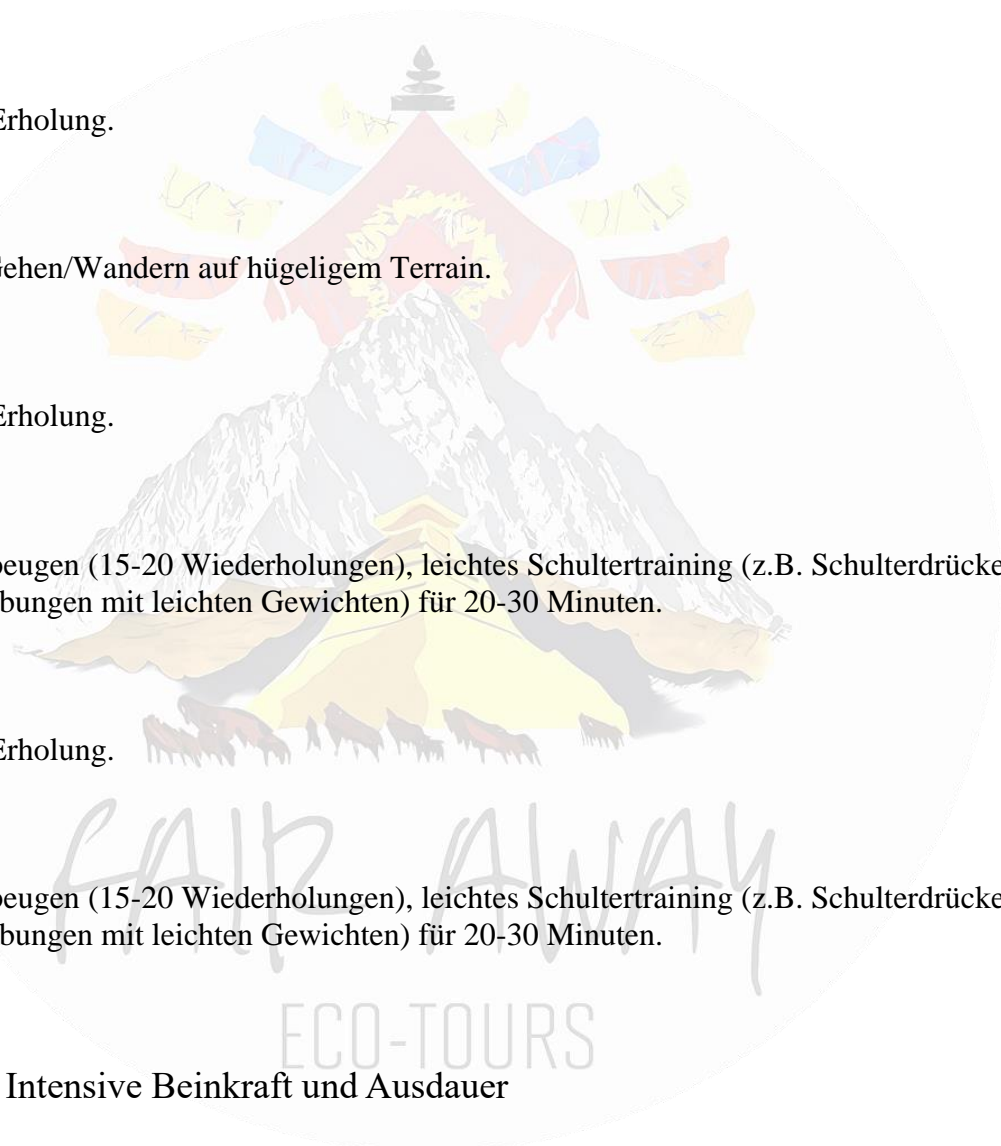 Erholung.
Gehen/Wandern auf hügeligem Terrain.
Erholung.
beugen (15-20 Wiederholungen), leichtes Schultertraining (z.B. Schulterdrücke
bungen mit leichten Gewichten) für 20-30 Minuten.
Erholung.
FAIR AWAY
beugen (15-20 Wiederholungen), leichtes Schultertraining (z.B. Schulterdrücke
bungen mit leichten Gewichten) für 20-30 Minuten.
ECO-TOURS
Intensive Beinkraft und Ausdauer